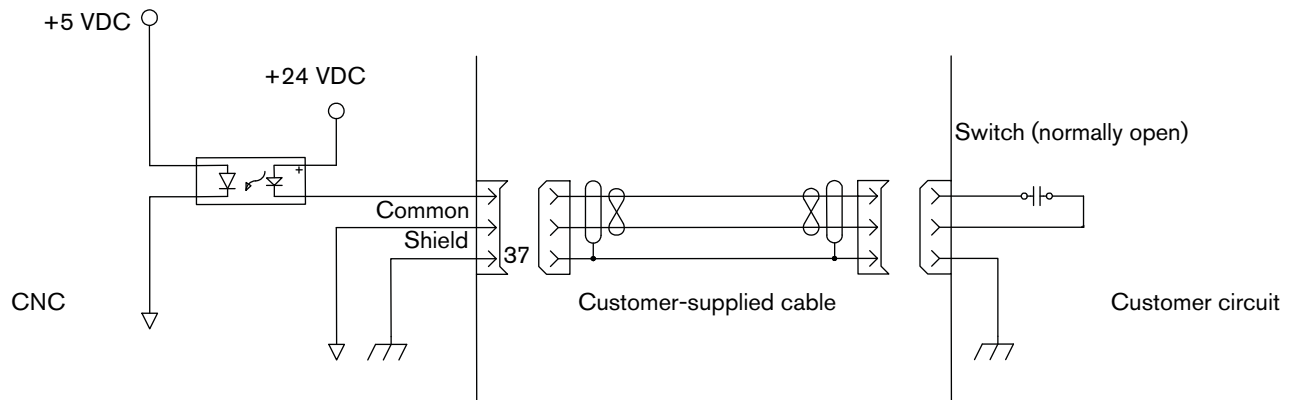 +5 VDC
+24 VDC
Switch (normally open)
+
Common
Shield
37
CNC
Customer-supplied cable
Customer circuit